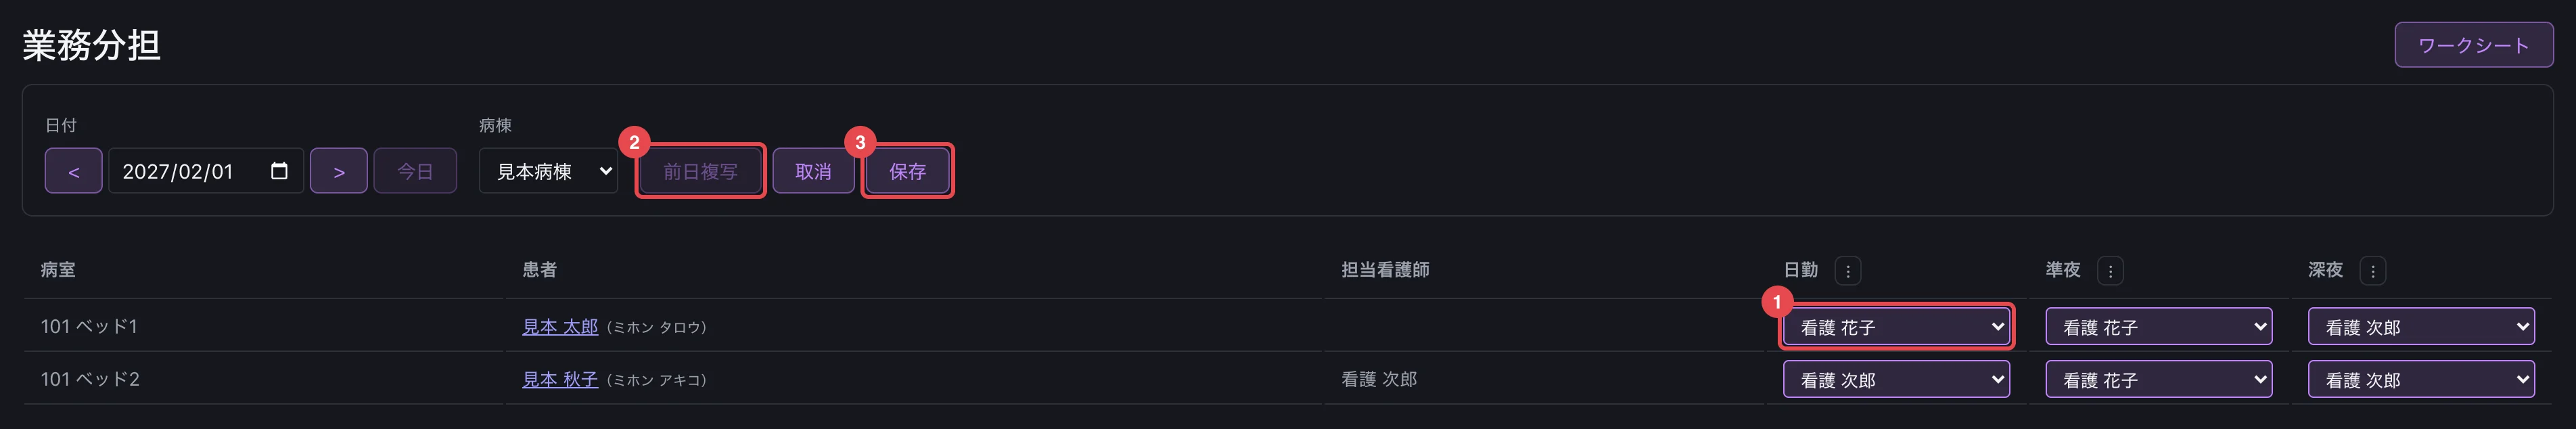 業務分担
ワークシート
日付
病棟
< 2027/02/01 > 今日 見本病棟 2 前日複写 取消 3 保存
病室 患者 担当看護師 日勤 ⋮ 準夜 ⋮ 深夜 ⋮
101 ベッド1 見本 太郎 (ミホン タロウ) 1 看護 花子 看護 花子 看護 次郎
101 ベッド2 見本 秋子 (ミホン アキコ) 看護 次郎 看護 次郎 看護 花子 看護 次郎